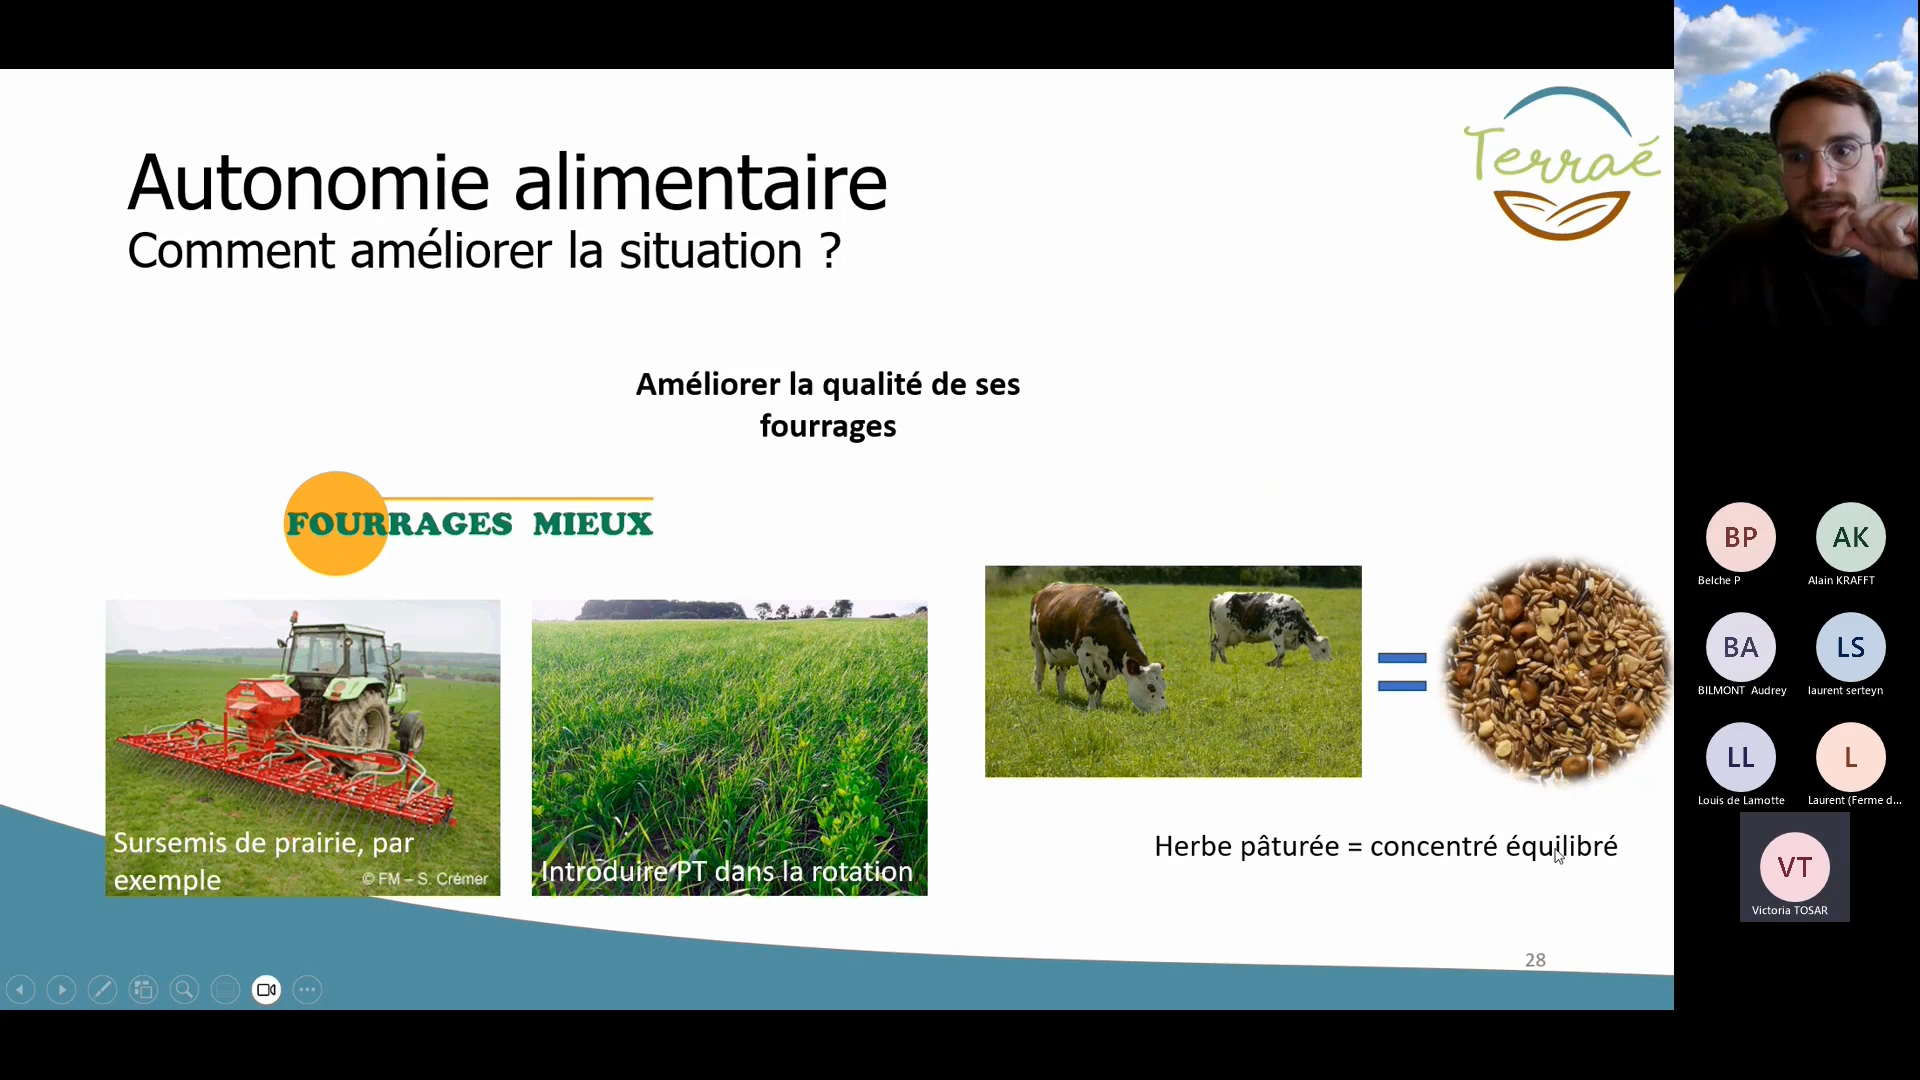 Autonomie alimentaire
Comment améliorer la situation ?
Terraé
Améliorer la qualité de ses
fourrages
FOURRAGES MIEUX
Sursemis de prairie, par
exemple
© FM – S. Crémer
Introduire PT dans la rotation
Herbe pâturée = concentré équilibré
28
BP
Belche P
AK
Alain KRAFFT
BA
BILMONT Audrey
LS
laurent serteyn
LL
Louis de Lamotte
L
Laurent (Ferme d...
VT
Victoria TOSAR